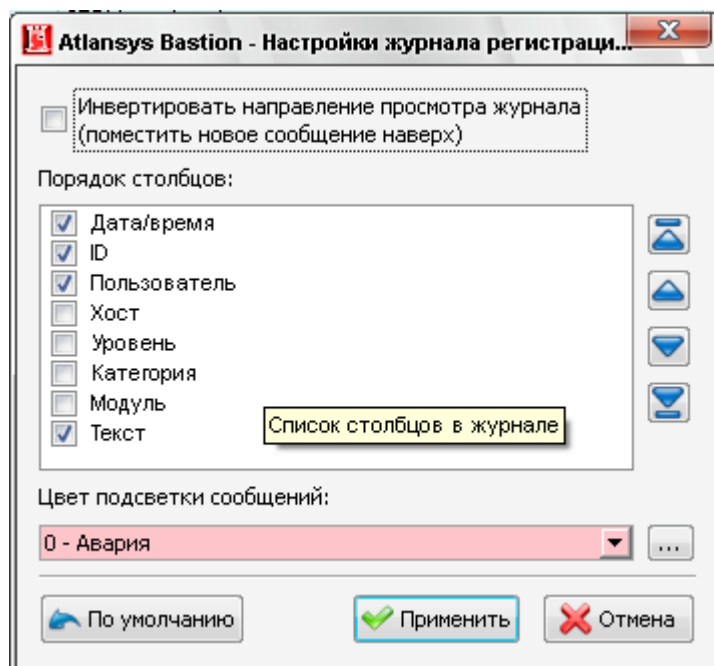 Atlansys Bastion - Настройки журнала регистраци...
Инвертировать направление просмотра журнала
(поместить новое сообщение наверх)
Порядок столбцов:
Дата/время
ID
Пользователь
Хост
Уровень
Категория
Модуль
Текст
Список столбцов в журнале
Цвет подсветки сообщений:
0 - Авария
...
По умолчанию
Применить
Отмена